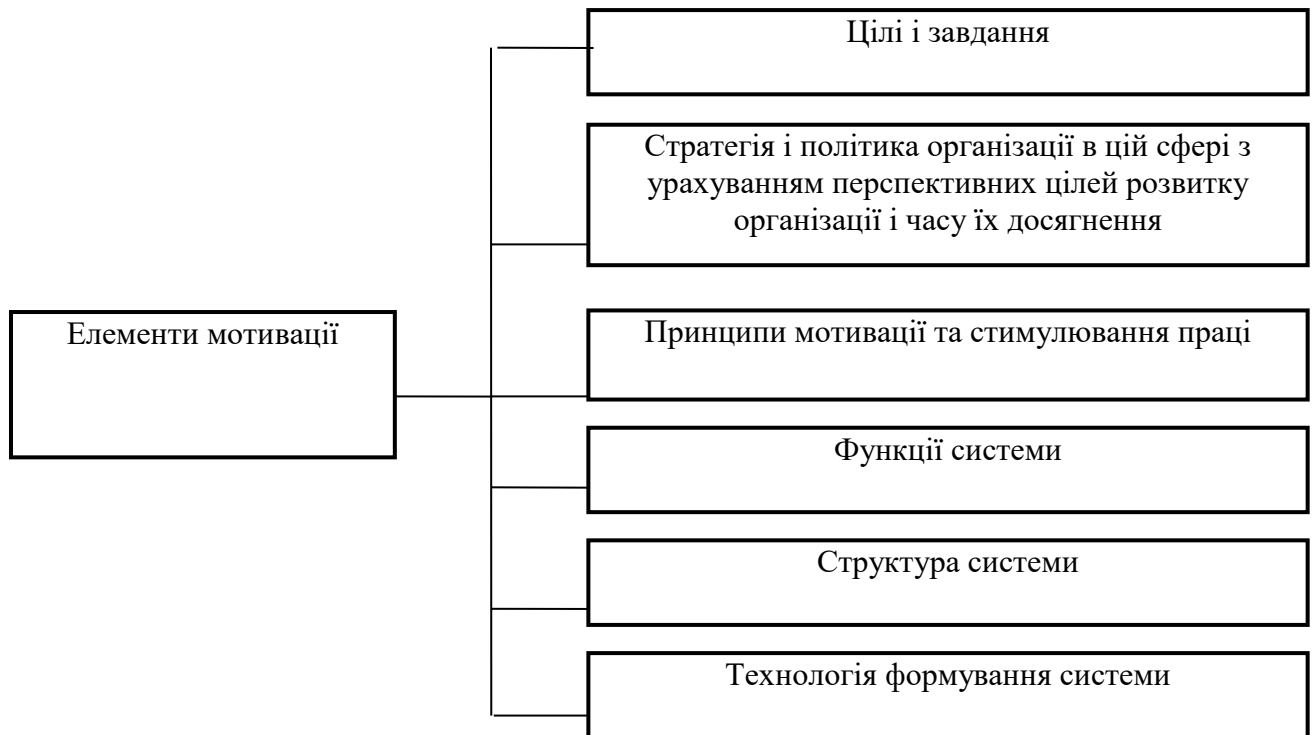 Цілі і завдання
Стратегія і політика організації в цій сфері з
урахуванням перспективних цілей розвитку
організації і часу їх досягнення
Елементи мотивації
Принципи мотивації та стимулювання праці
Функції системи
Структура системи
Технологія формування системи